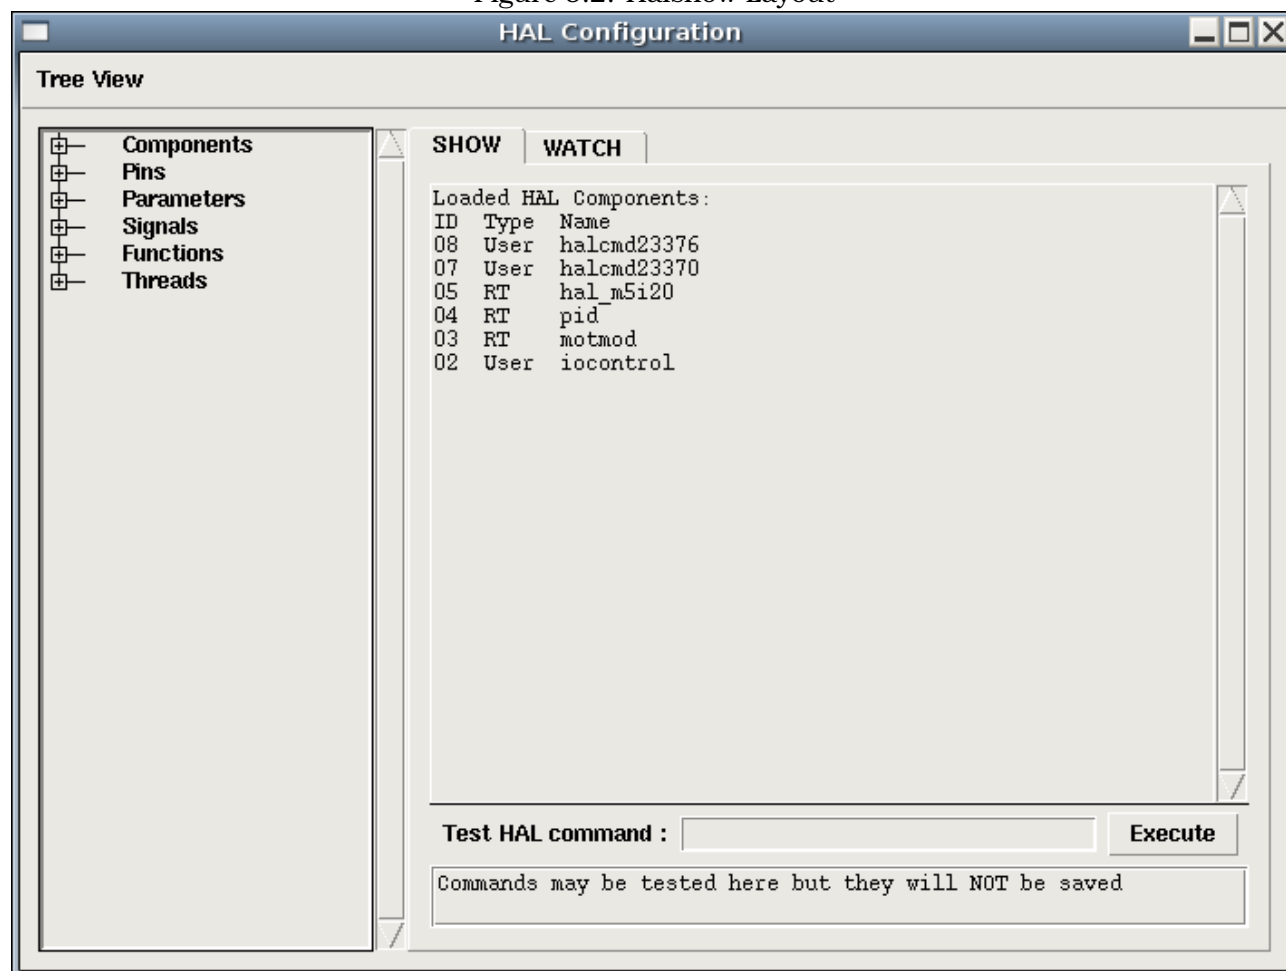 HAL Configuration
Tree View
Components
Pins
Parameters
Signals
Functions
Threads
SHOW
WATCH
Loaded HAL Components:
ID Type Name
08 User halcmd23376
07 User halcmd23370
05 RT hal_m5i20
04 RT pid
03 RT motmod
02 User iocontrol
Test HAL command :
Execute
Commands may be tested here but they will NOT be saved